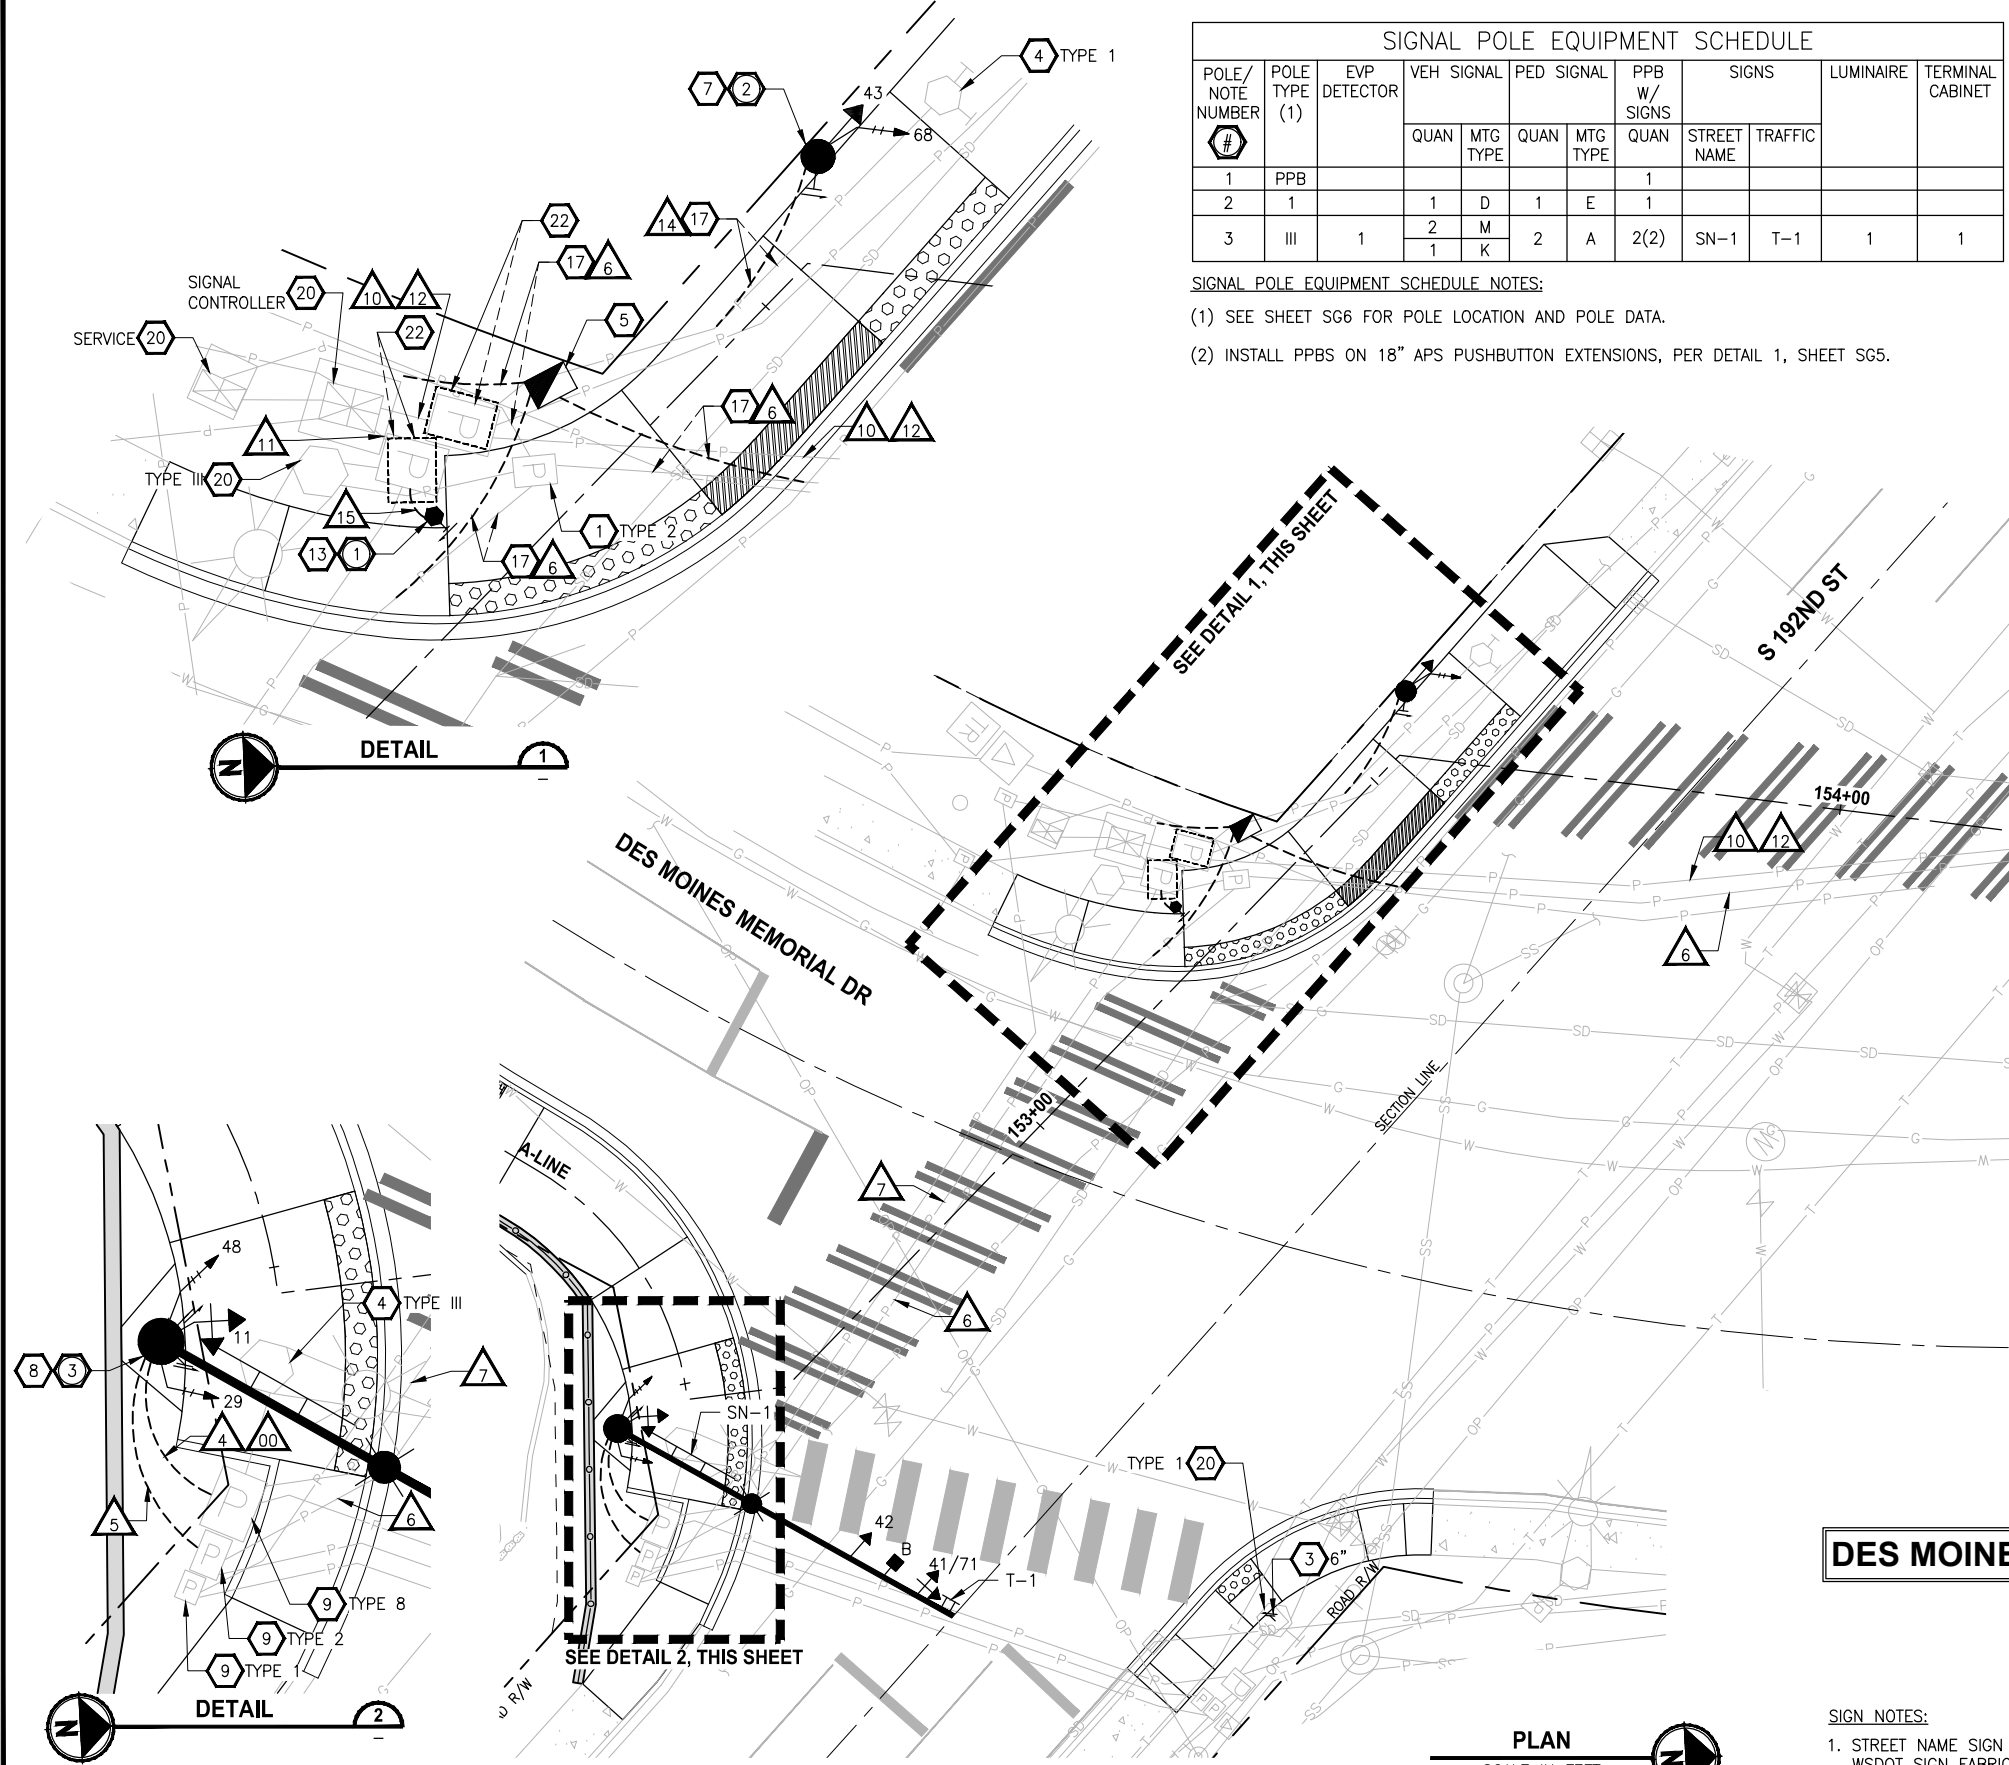 SIGNAL POLE EQUIPMENT SCHEDULE
POLE/ NOTE NUMBER # | POLE TYPE (1) | EVP DETECTOR | VEH SIGNAL | PED SIGNAL | PPB W/ SIGNS | SIGNS | LUMINAIRE | TERMINAL CABINET
QUAN | MTG TYPE | QUAN | MTG TYPE | QUAN | STREET NAME | TRAFFIC
1 | PPB | 1
2 | 1 | 1 | D | 1 | E | 1
3 | III | 1 | 2 | M | 2 | A | 2(2) | SN-1 | T-1 | 1 | 1
1 | K
SIGNAL POLE EQUIPMENT SCHEDULE NOTES:
(1) SEE SHEET SG6 FOR POLE LOCATION AND POLE DATA.
(2) INSTALL PPBS ON 18" APS PUSHBUTTON EXTENSIONS, PER DETAIL 1, SHEET SG5.
4 TYPE 1
7 2
43
68
22
14 17
17 6
SIGNAL
CONTROLLER 20
10 12
5
22
SERVICE 20
17 6
10 12
11
TYPE III 20
15
1 TYPE 2
13 1
17 6
N
DETAIL
1
–
SEE DETAIL 1, THIS SHEET
S 192ND ST
154+00
10 12
6
DES MOINES MEMORIAL DR
SECTION LINE
153+00
7
6
A-LINE
SN-1
42
B
41/71
T-1
SEE DETAIL 2, THIS SHEET
D R/W
TYPE 1 20
3 6"
ROAD R/W
48
4 TYPE III
11
8 3
7
29
4 00
5
6
9 TYPE 8
9 TYPE 2
9 TYPE 1
N
DETAIL
2
–
DES MOINE
PLAN
N
SIGN NOTES:
1. STREET NAME SIGN
WSDOT SIGN FABRIC